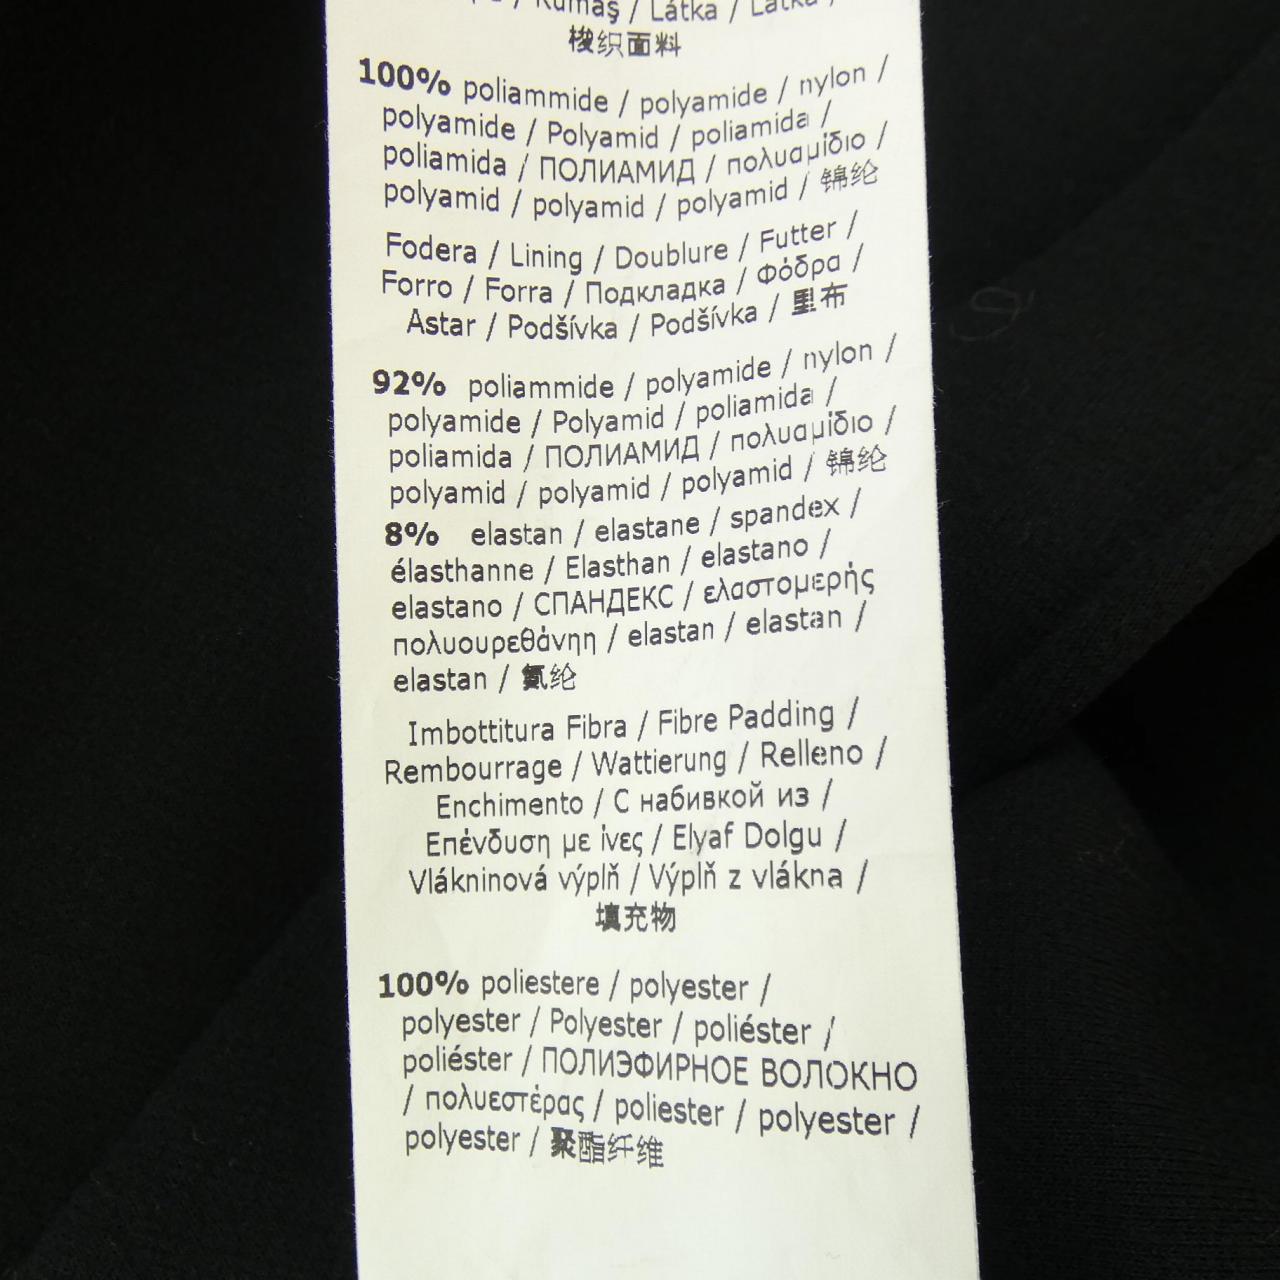 / Kumaş / Látka / Látka /
梭织面料
100% poliammide / polyamide / nylon /
polyamide / Polyamid / poliamida /
poliamida / ПОЛИАМИД / πολυαμίδιο /
polyamid / polyamid / polyamid / 锦纶
Fodera / Lining / Doublure / Futter /
Forro / Forra / Подкладка / Φόδρα /
Astar / Podšívka / Podšívka / 里布
92% poliammide / polyamide / nylon /
polyamide / Polyamid / poliamida /
poliamida / ПОЛИАМИД / πολυαμίδιο /
polyamid / polyamid / polyamid / 锦纶
8% elastan / elastane / spandex /
élasthanne / Elasthan / elastano /
elastano / СПАНДЕКС / ελαστομερής
πολυουρεθάνηη / elastan / elastan /
elastan / 氨纶
Imbottitura Fibra / Fibre Padding /
Rembourrage / Wattierung / Relleno /
Enchimento / С набивкой из /
Επένδυση με ίνες / Elyaf Dolgu /
Vlákninová výplň / Výplň z vlákna /
填充物
100% poliestere / polyester /
polyester / Polyester / poliéster /
poliéster / ПОЛИЭФИРНОЕ ВОЛОКНО
/ πολυεστέρας / poliester / polyester /
polyester / 聚酯纤维